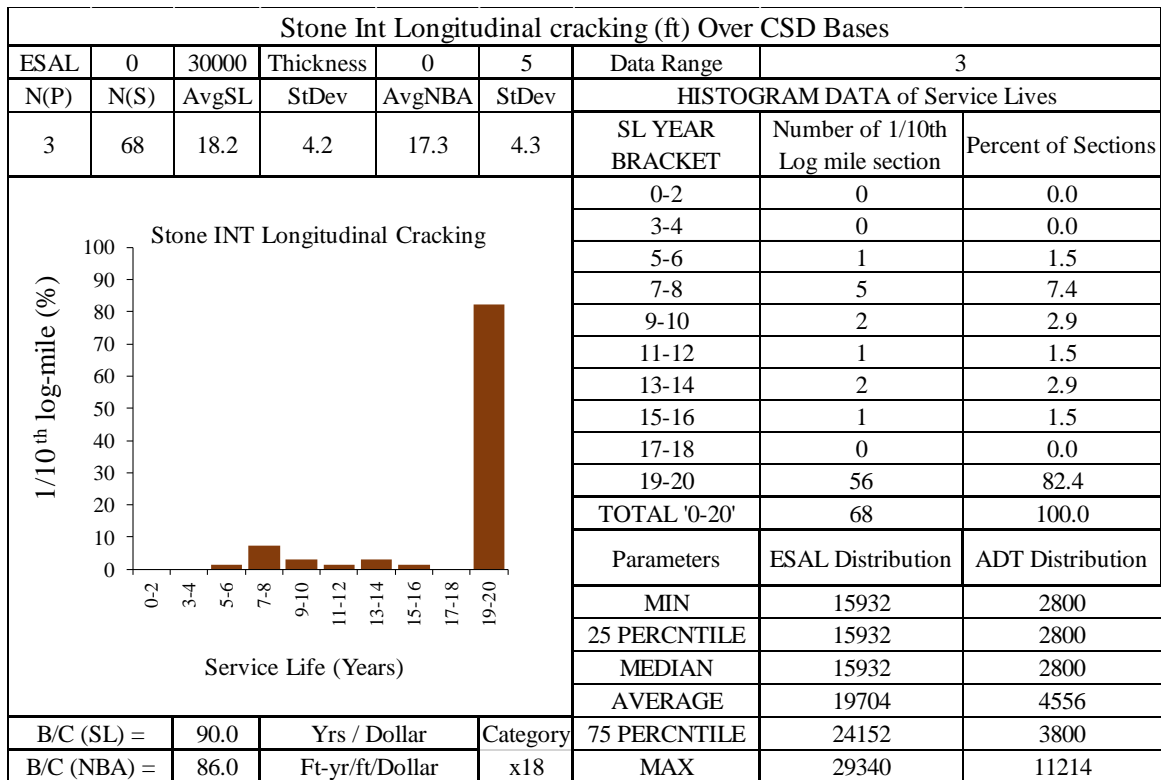 Stone Int Longitudinal cracking (ft) Over CSD Bases
ESAL 0 30000 Thickness 0 5 Data Range 3
N(P) N(S) AvgSL StDev AvgNBA StDev HISTOGRAM DATA of Service Lives
3 68 18.2 4.2 17.3 4.3
SL YEAR BRACKET Number of 1/10th Log mile section Percent of Sections
0-2 0 0.0
3-4 0 0.0
5-6 1 1.5
7-8 5 7.4
9-10 2 2.9
11-12 1 1.5
13-14 2 2.9
15-16 1 1.5
17-18 0 0.0
19-20 56 82.4
TOTAL '0-20' 68 100.0
Parameters ESAL Distribution ADT Distribution
MIN 15932 2800
25 PERCNTILE 15932 2800
MEDIAN 15932 2800
AVERAGE 19704 4556
75 PERCNTILE 24152 3800
MAX 29340 11214
Stone INT Longitudinal Cracking
1/10 th log-mile (%)
100
90
80
70
60
50
40
30
20
10
0
0-2
3-4
5-6
7-8
9-10
11-12
13-14
15-16
17-18
19-20
Service Life (Years)
B/C (SL) = 90.0 Yrs / Dollar Category
B/C (NBA) = 86.0 Ft-yr/ft/Dollar x18